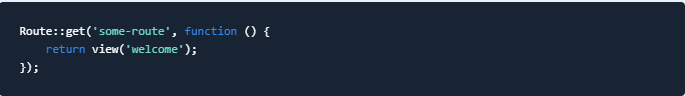 Route::get('some-route', function () {
    return view('welcome');
});